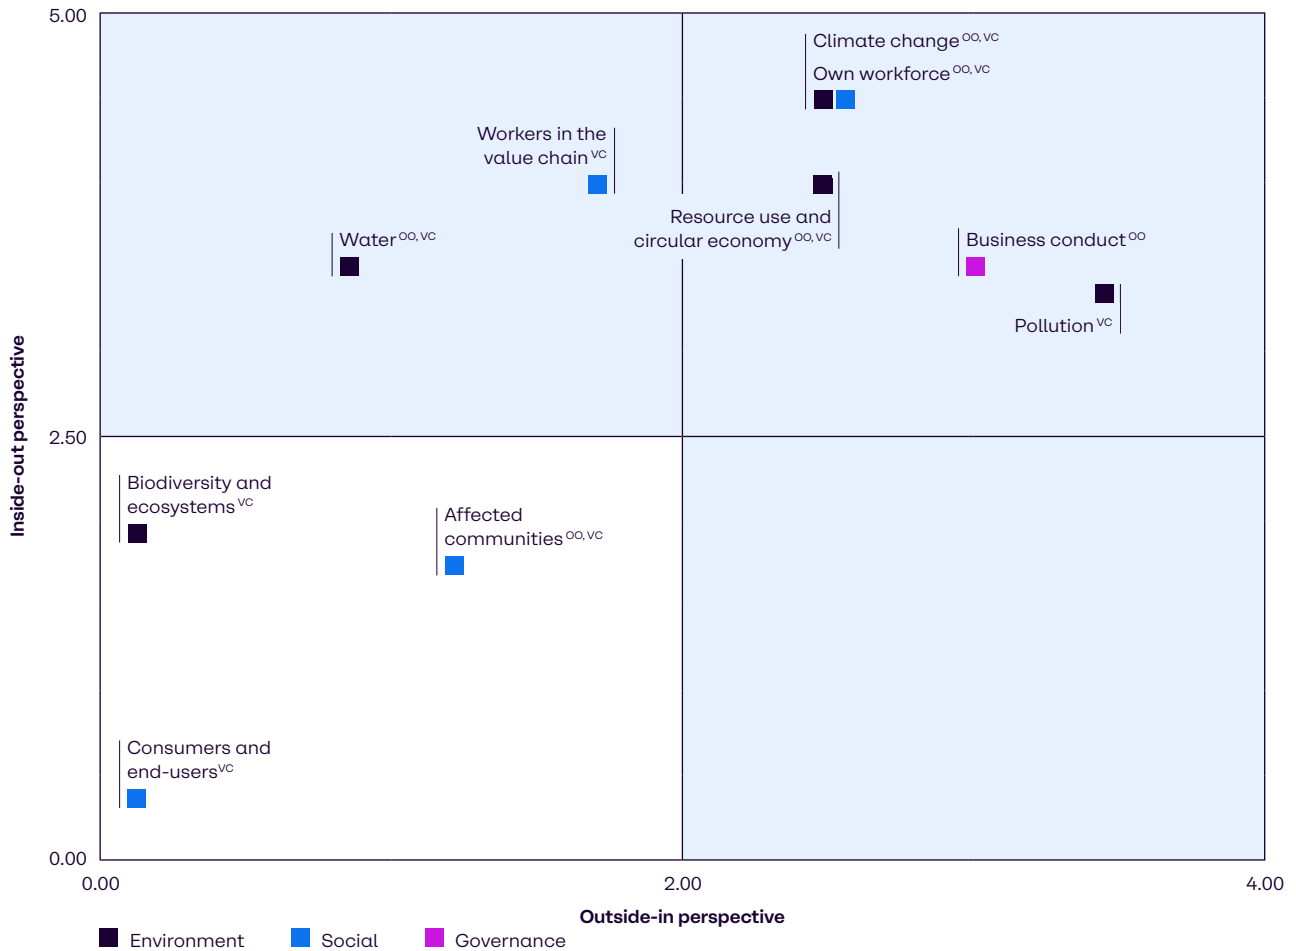 5.00
Climate change OO, VC
Own workforce OO, VC
Workers in the
value chain VC
Resource use and
circular economy OO, VC
Water OO, VC
Business conduct OO
Pollution VC
Inside-out perspective
2.50
Biodiversity and
ecosystems VC
Affected
communities OO, VC
Consumers and
end-users VC
0.00
0.00
2.00
4.00
Outside-in perspective
Environment
Social
Governance